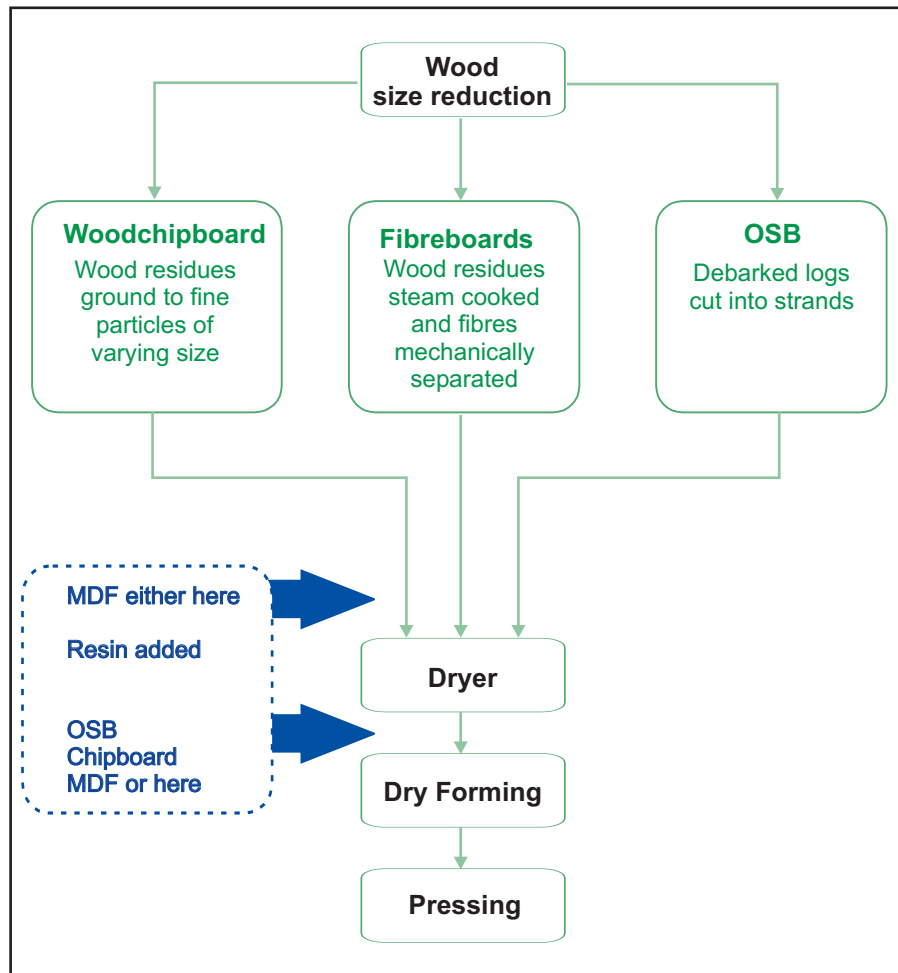 Wood
size reduction
Woodchipboard
Wood residues
ground to fine
particles of
varying size
Fibreboards
Wood residues
steam cooked
and fibres
mechanically
separated
OSB
Debarked logs
cut into strands
MDF either here
Resin added
OSB
Chipboard
MDF or here
Dryer
Dry Forming
Pressing